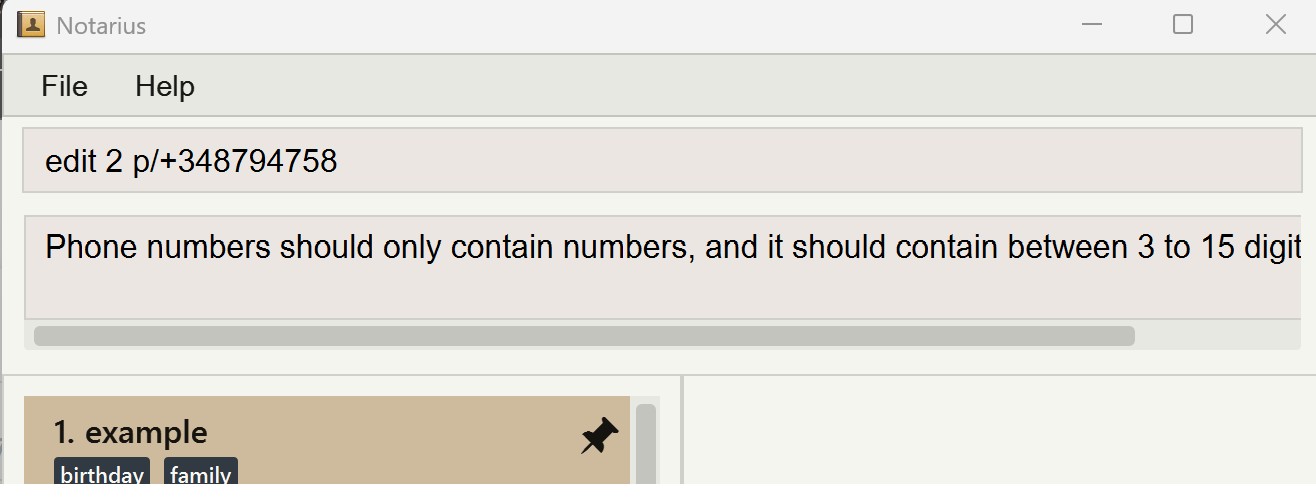 Notarius
File Help
edit 2 p/+348794758
Phone numbers should only contain numbers, and it should contain between 3 to 15 digit
1. example
birthday family